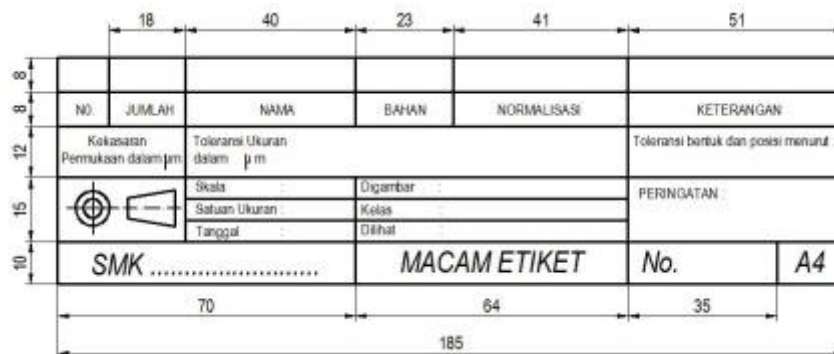 18 40 23 41 51
8
8 N0. JUMLAH NAMA BAHAN NORMALISASI KETERANGAN
12 Kekasaran Toleransi Ukuran Toleransi bentuk dan posisi menurut
Permukaan dalam μm dalam μ m
15 Skala : Digambar : PERINGATAN :
Satuan Ukuran : Kelas :
Tanggal : Dilihat :
10 SMK ........................ MACAM ETIKET No. A4
70 64 35
185